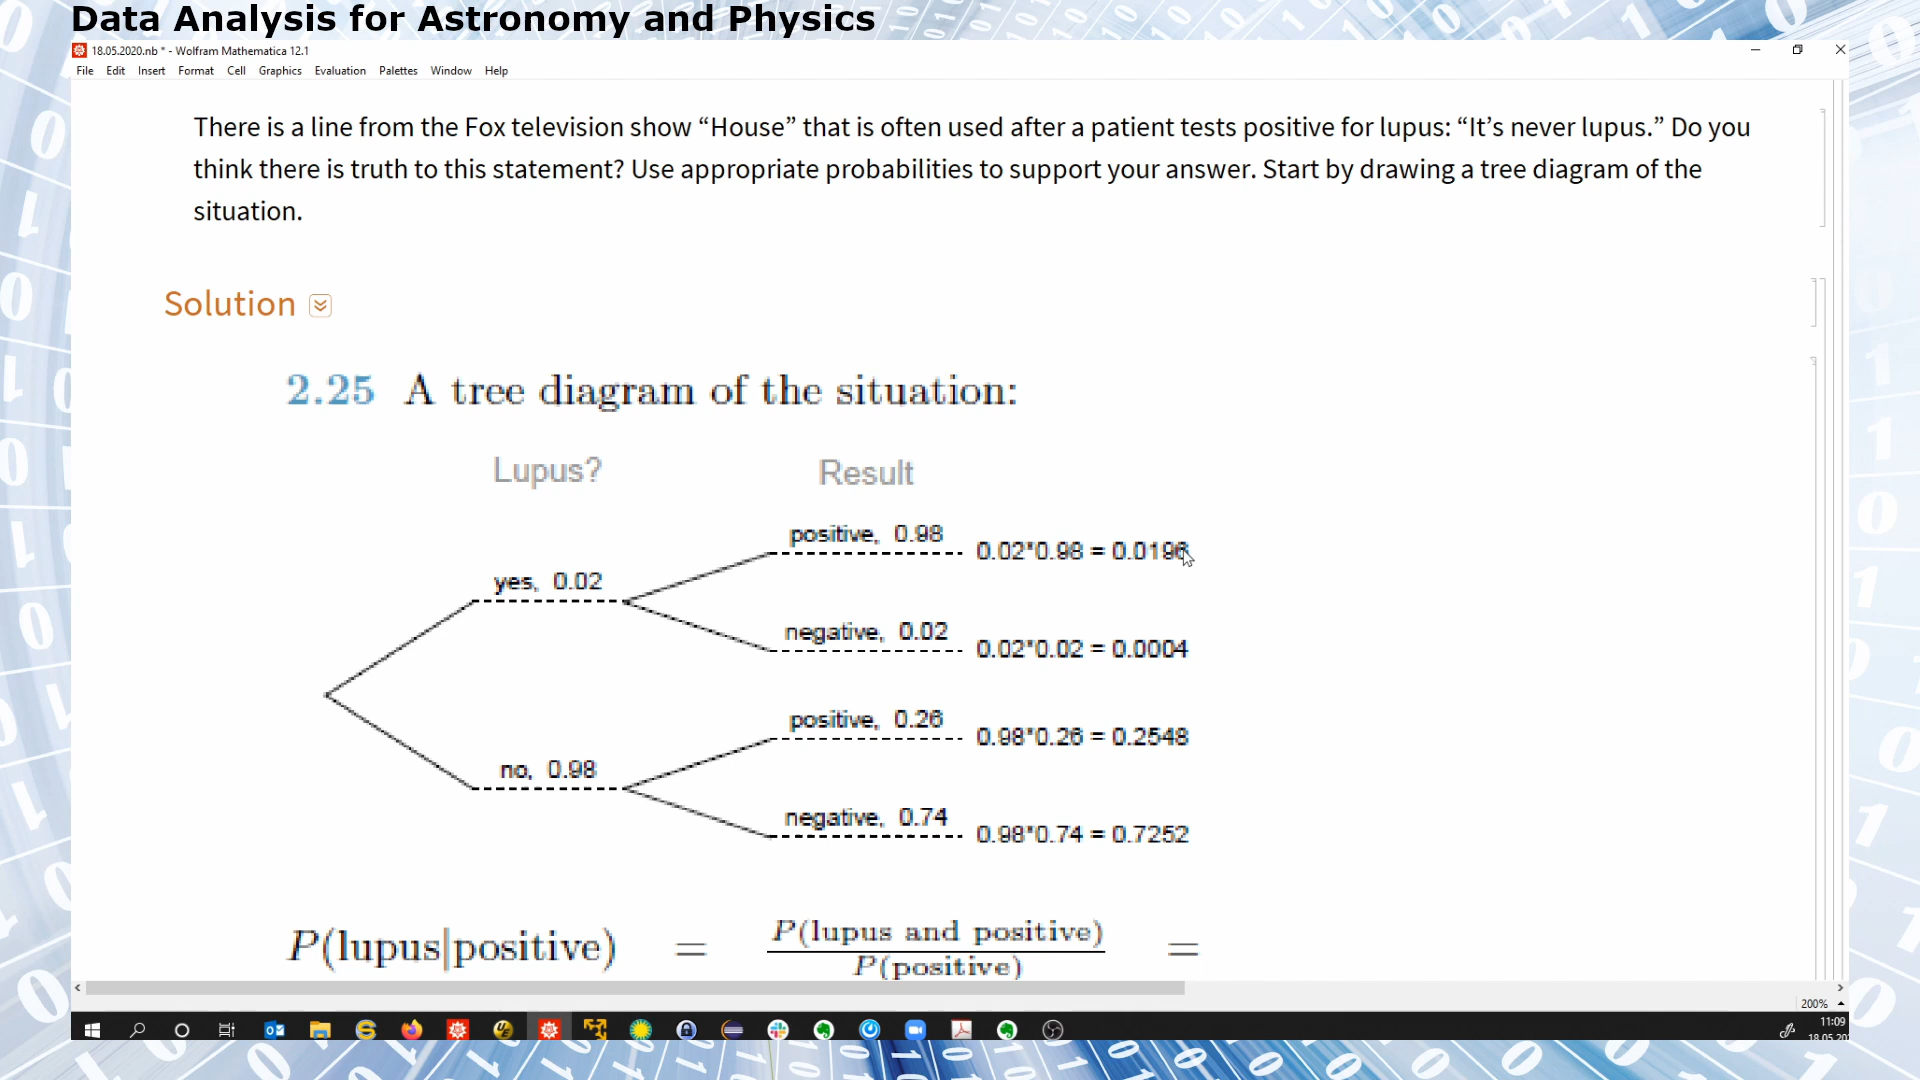 Data Analysis for Astronomy and Physics
18.05.2020.nb * - Wolfram Mathematica 12.1
File Edit Insert Format Cell Graphics Evaluation Palettes Window Help
There is a line from the Fox television show “House” that is often used after a patient tests positive for lupus: “It’s never lupus.” Do you
think there is truth to this statement? Use appropriate probabilities to support your answer. Start by drawing a tree diagram of the
situation.
Solution
2.25 A tree diagram of the situation:
Lupus? Result
positive, 0.98
0.02*0.98 = 0.0196
yes, 0.02
negative, 0.02
0.02*0.02 = 0.0004
positive, 0.26
0.98*0.26 = 0.2548
no, 0.98
negative, 0.74
0.98*0.74 = 0.7252
P(lupus|positive) = P(lupus and positive) =
P(positive)
200%
11:09